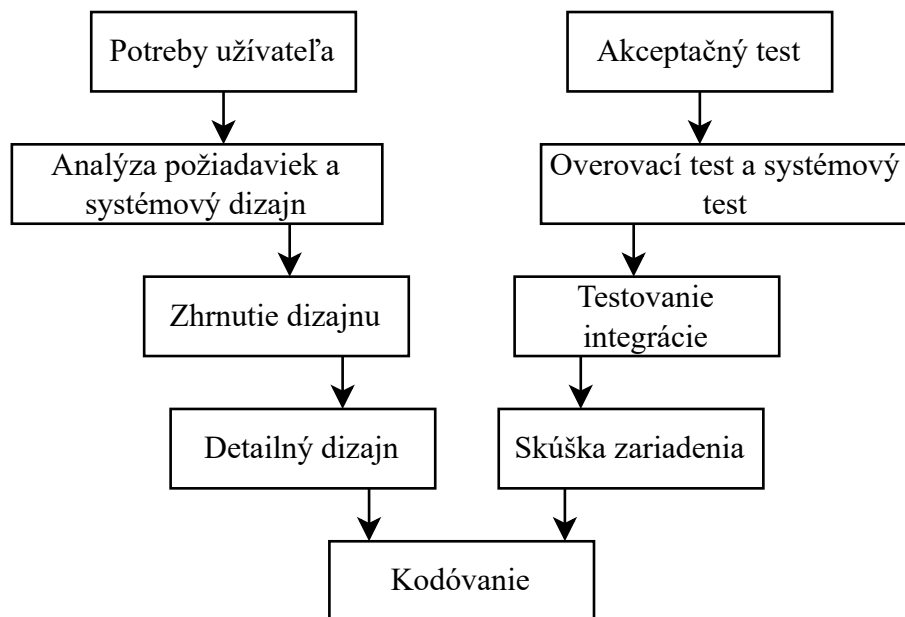 Potreby užívateľa
Akceptačný test
Analýza požiadaviek a
systémový dizajn
Overovací test a systémový
test
Zhrnutie dizajnu
Testovanie
integrácie
Detailný dizajn
Skúška zariadenia
Kodóvanie